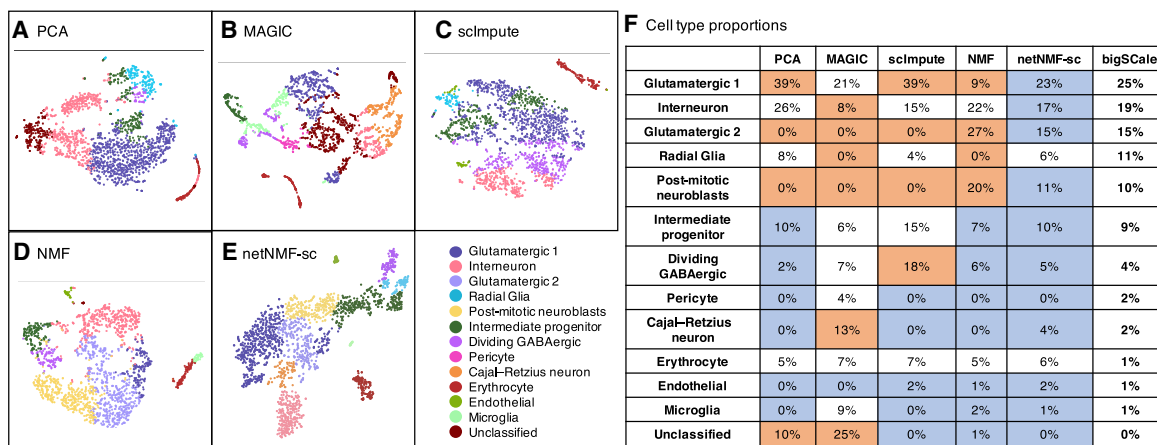 A PCA
B MAGIC
C scImpute
D NMF
E netNMF-sc
Glutamatergic 1
Interneuron
Glutamatergic 2
Radial Glia
Post-mitotic neuroblasts
Intermediate progenitor
Dividing GABAergic
Pericyte
Cajal–Retzius neuron
Erythrocyte
Endothelial
Microglia
Unclassified
F Cell type proportions
PCA MAGIC scImpute NMF netNMF-sc bigSCale
Glutamatergic 1 39% 21% 39% 9% 23% 25%
Interneuron 26% 8% 15% 22% 17% 19%
Glutamatergic 2 0% 0% 0% 27% 15% 15%
Radial Glia 8% 0% 4% 0% 6% 11%
Post-mitotic
neuroblasts 0% 0% 0% 20% 11% 10%
Intermediate
progenitor 10% 6% 15% 7% 10% 9%
Dividing
GABAergic 2% 7% 18% 6% 5% 4%
Pericyte 0% 4% 0% 0% 0% 2%
Cajal–Retzius
neuron 0% 13% 0% 0% 4% 2%
Erythrocyte 5% 7% 7% 5% 6% 1%
Endothelial 0% 0% 2% 1% 2% 1%
Microglia 0% 9% 0% 2% 1% 1%
Unclassified 10% 25% 0% 1% 0% 0%